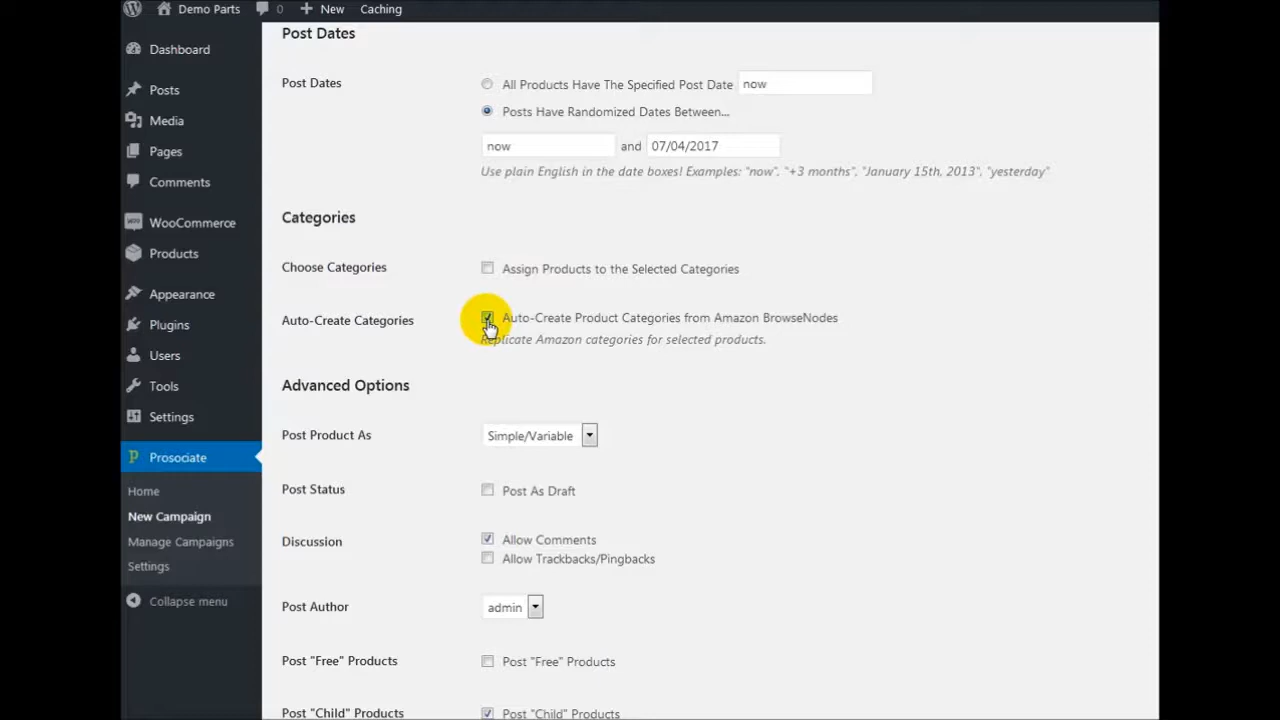 Demo Parts 0 New Caching
Dashboard
Posts
Media
Pages
Comments
WOO WooCommerce
Products
Appearance
Plugins
Users
Tools
Settings
P Prosociate
Home
New Campaign
Manage Campaigns
Settings
Collapse menu
Post Dates
Post Dates All Products Have The Specified Post Date now
Posts Have Randomized Dates Between...
now and 07/04/2017
Use plain English in the date boxes! Examples: "now", "+3 months", "January 15th, 2013", "yesterday"
Categories
Choose Categories Assign Products to the Selected Categories
Auto-Create Categories Auto-Create Product Categories from Amazon BrowseNodes
Replicate Amazon categories for selected products.
Advanced Options
Post Product As Simple/Variable
Post Status Post As Draft
Discussion Allow Comments
Allow Trackbacks/Pingbacks
Post Author admin
Post "Free" Products Post "Free" Products
Post "Child" Products Post "Child" Products